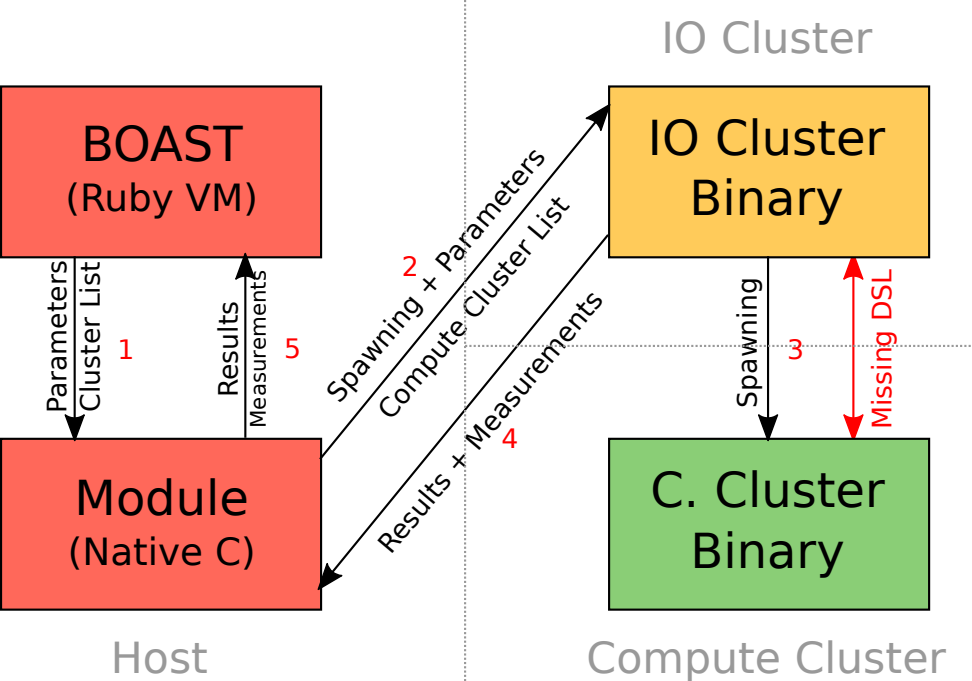 IO Cluster
BOAST
(Ruby VM)
IO Cluster
Binary
Parameters
Cluster List
1
Results
Measurements
5
2
Spawning + Parameters
Compute Cluster List
Results + Measurements
4
Spawning
3
Missing DSL
Module
(Native C)
C. Cluster
Binary
Host
Compute Cluster